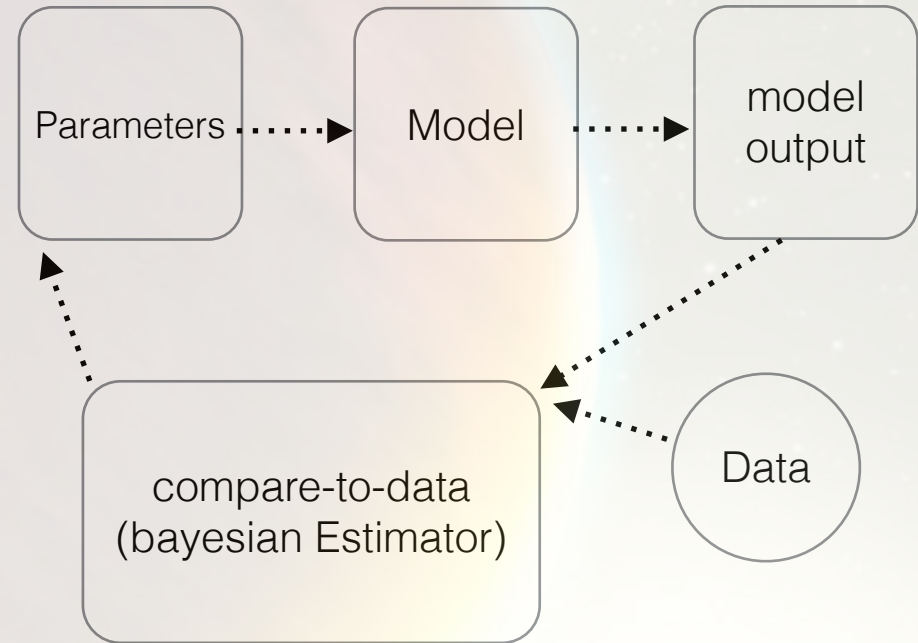 Parameters
Model
model
output
compare-to-data
(bayesian Estimator)
Data